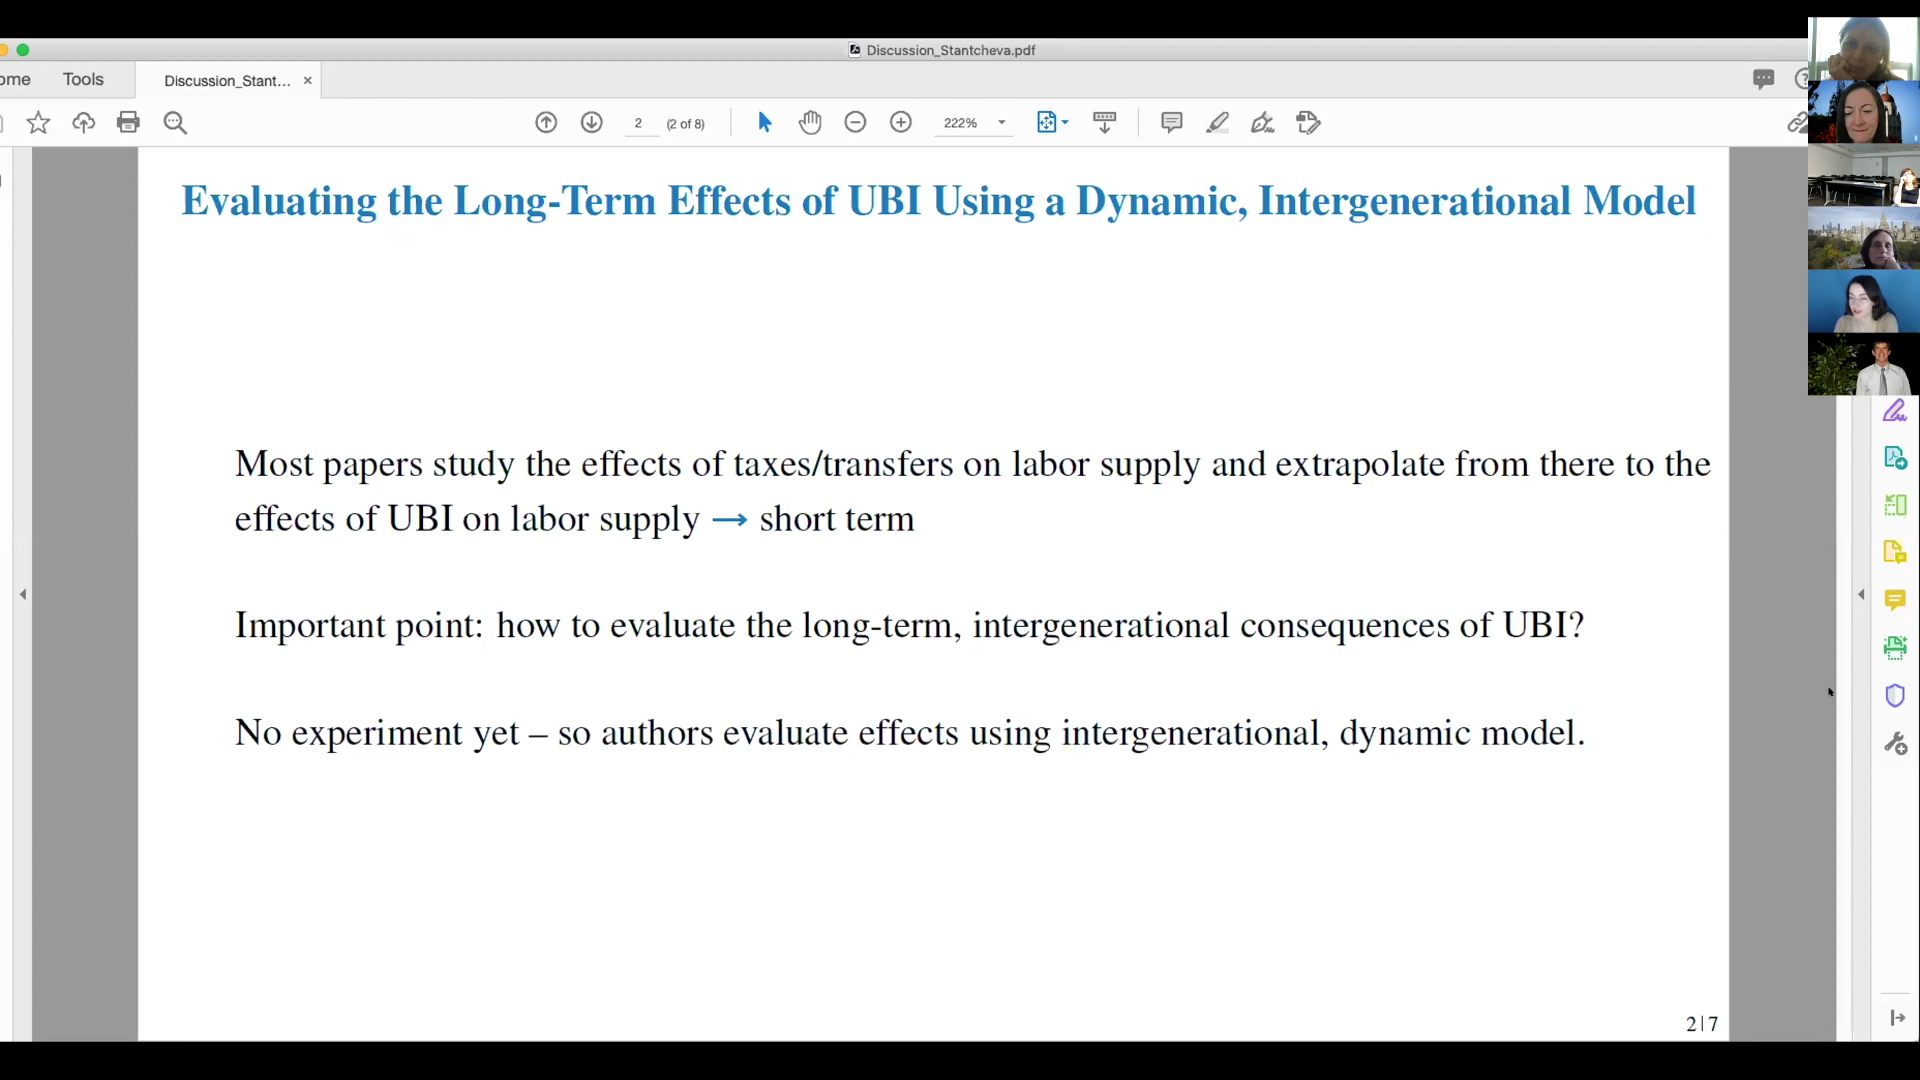 Discussion_Stantcheva.pdf
ome
Tools
Discussion_Stant...
2
(2 of 8)
222%
Evaluating the Long-Term Effects of UBI Using a Dynamic, Intergenerational Model
Most papers study the effects of taxes/transfers on labor supply and extrapolate from there to the
effects of UBI on labor supply → short term
Important point: how to evaluate the long-term, intergenerational consequences of UBI?
No experiment yet – so authors evaluate effects using intergenerational, dynamic model.
2|7